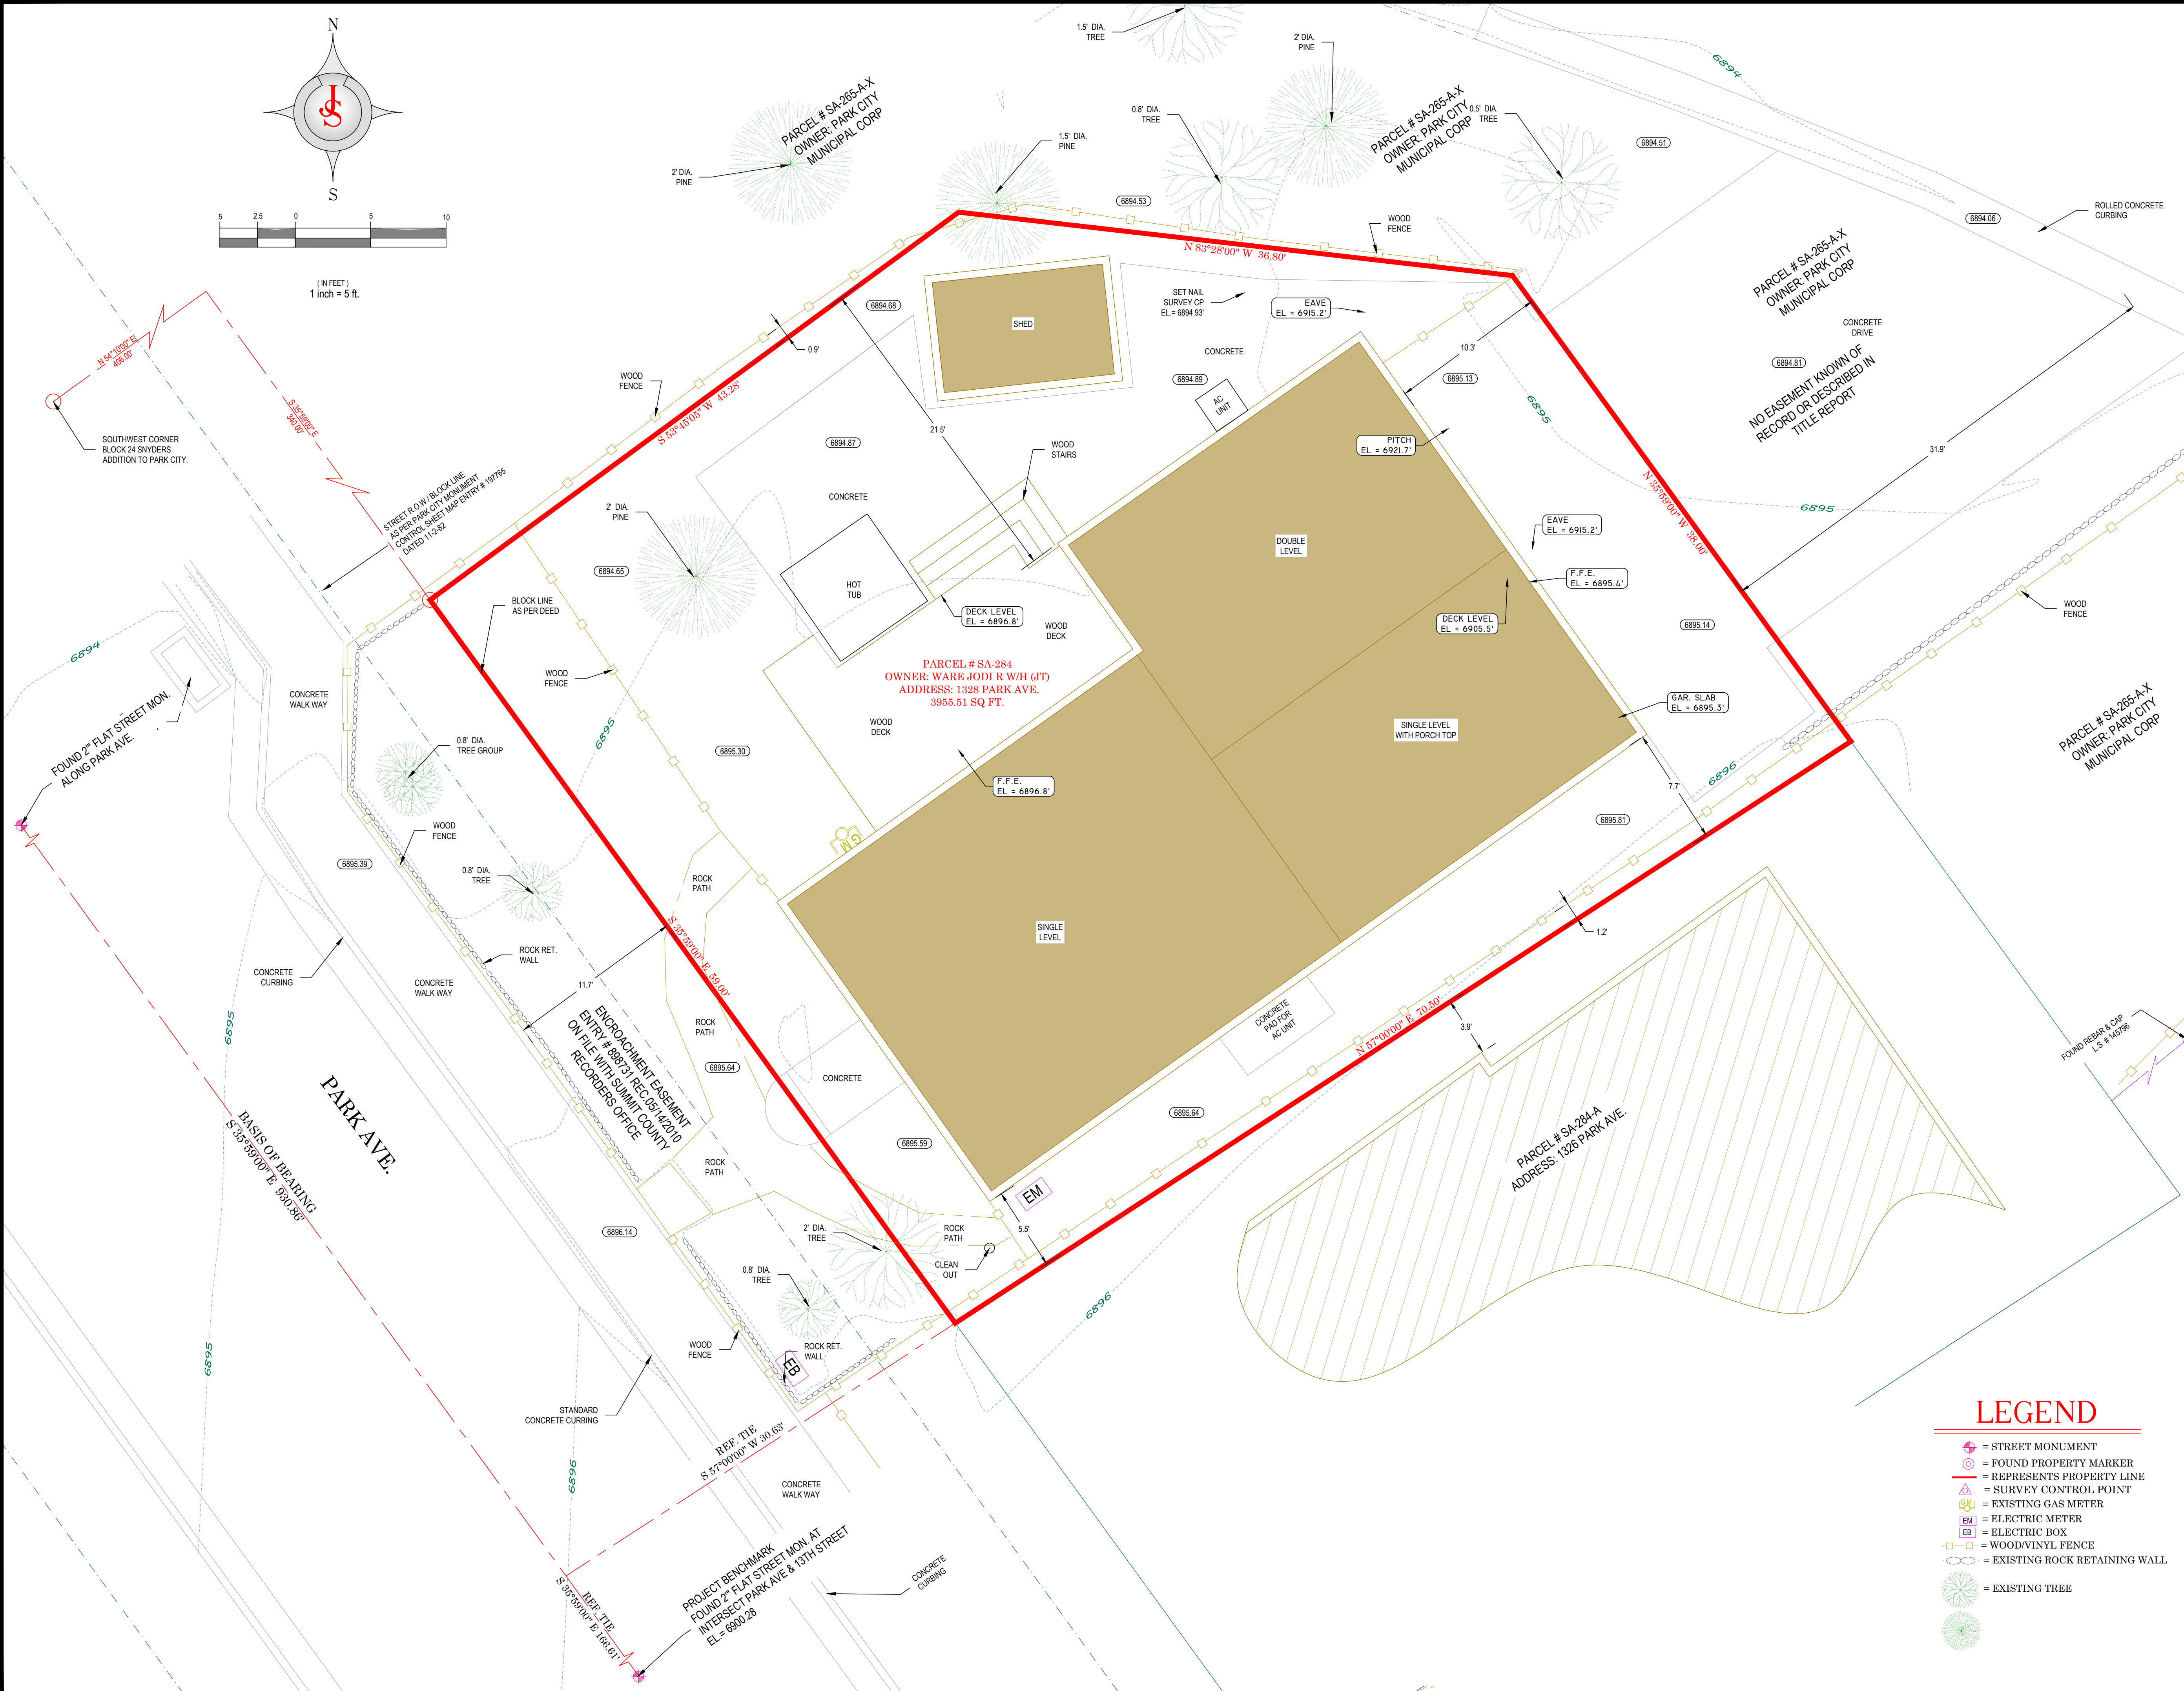 N
JS
S
5 2.5 0 5 10
( IN FEET )
1 inch = 5 ft.
1.5' DIA.
TREE
2' DIA.
PINE
PARCEL # SA-265-A-X
OWNER: PARK CITY
MUNICIPAL CORP
2' DIA.
PINE
1.5' DIA.
PINE
0.8' DIA.
TREE
PARCEL # SA-265-A-X
OWNER: PARK CITY
MUNICIPAL CORP
0.5' DIA.
TREE
6894
6894.51
6894.53
6894.06
ROLLED CONCRETE
CURBING
WOOD
FENCE
N 83°28'00" W 36.80'
PARCEL # SA-265-A-X
OWNER: PARK CITY
MUNICIPAL CORP
CONCRETE
DRIVE
6894.81
NO EASEMENT KNOWN OF
RECORD OR DESCRIBED IN
TITLE REPORT
31.9'
6894.68
SHED
SET NAIL
SURVEY CP
EL.= 6894.93'
EAVE
EL = 6915.2'
CONCRETE
6894.89
AC
UNIT
10.3'
6895.13
6895
PITCH
EL = 6921.7'
N 35°59'00" W 38.00'
6895
0.9'
21.5'
WOOD
FENCE
S 53°45'05" W 43.28'
6894.87
N 54°10'00" E
406.00'
S 35°59'00" E
340.00'
SOUTHWEST CORNER
BLOCK 24 SNYDERS
ADDITION TO PARK CITY.
STREET R.O.W./ BLOCK LINE
AS PER PARK CITY MONUMENT
CONTROL SHEET MAP ENTRY # 197765
DATED 11-2-82
WOOD
STAIRS
CONCRETE
2' DIA.
PINE
6894.65
HOT
TUB
DOUBLE
LEVEL
EAVE
EL = 6915.2'
F.F.E.
EL = 6895.4'
DECK LEVEL
EL = 6905.5'
6895.14
WOOD
FENCE
BLOCK LINE
AS PER DEED
DECK LEVEL
EL = 6896.8'
WOOD
DECK
PARCEL # SA-284
OWNER: WARE JODI R W/H (JT)
ADDRESS: 1328 PARK AVE.
3955.51 SQ FT.
WOOD
FENCE
6894
CONCRETE
WALK WAY
FOUND 2" FLAT STREET MON.
ALONG PARK AVE.
0.8' DIA.
TREE GROUP
6895
6895.30
WOOD
DECK
F.F.E.
EL = 6896.8'
SINGLE LEVEL
WITH PORCH TOP
GAR. SLAB
EL = 6895.3'
PARCEL # SA-265-A-X
OWNER: PARK CITY
MUNICIPAL CORP
6896
7.7'
6895.81
GM
WOOD
FENCE
6895.39
0.8' DIA.
TREE
ROCK
PATH
SINGLE
LEVEL
1.2'
S 35°59'00" E 59.00'
ROCK RET.
WALL
CONCRETE
CURBING
CONCRETE
WALK WAY
11.7'
6895
ENCROACHMENT EASEMENT
ENTRY # 898731 REC.05/14/2010
ON FILE WITH SUMMIT COUNTY
RECORDERS OFFICE
ROCK
PATH
6895.64
CONCRETE
CONCRETE
PAD FOR
AC UNIT
N 57°00'00" E 70.50'
3.9'
FOUND REBAR & CAP
L.S. # 145796
PARK AVE.
BASIS OF BEARING
S 35°59'00" E 930.86'
6895.59
6895.64
PARCEL # SA-284-A
ADDRESS: 1326 PARK AVE.
ROCK
PATH
EM
6896.14
2' DIA.
TREE
ROCK
PATH
5.5'
CLEAN
OUT
0.8' DIA.
TREE
6896
6895
WOOD
FENCE
ROCK RET.
WALL
EB
STANDARD
CONCRETE CURBING
REF. TIE
S 57°00'00" W 30.63'
6896
CONCRETE
WALK WAY
PROJECT BENCHMARK
FOUND 2" FLAT STREET MON. AT
INTERSECT PARK AVE & 13TH STREET
EL.= 6900.28
CONCRETE
CURBING
REF. TIE
S 35°59'00" E 166.61'
LEGEND
= STREET MONUMENT
= FOUND PROPERTY MARKER
= REPRESENTS PROPERTY LINE
= SURVEY CONTROL POINT
GM = EXISTING GAS METER
EM = ELECTRIC METER
EB = ELECTRIC BOX
= WOOD/VINYL FENCE
= EXISTING ROCK RETAINING WALL
= EXISTING TREE